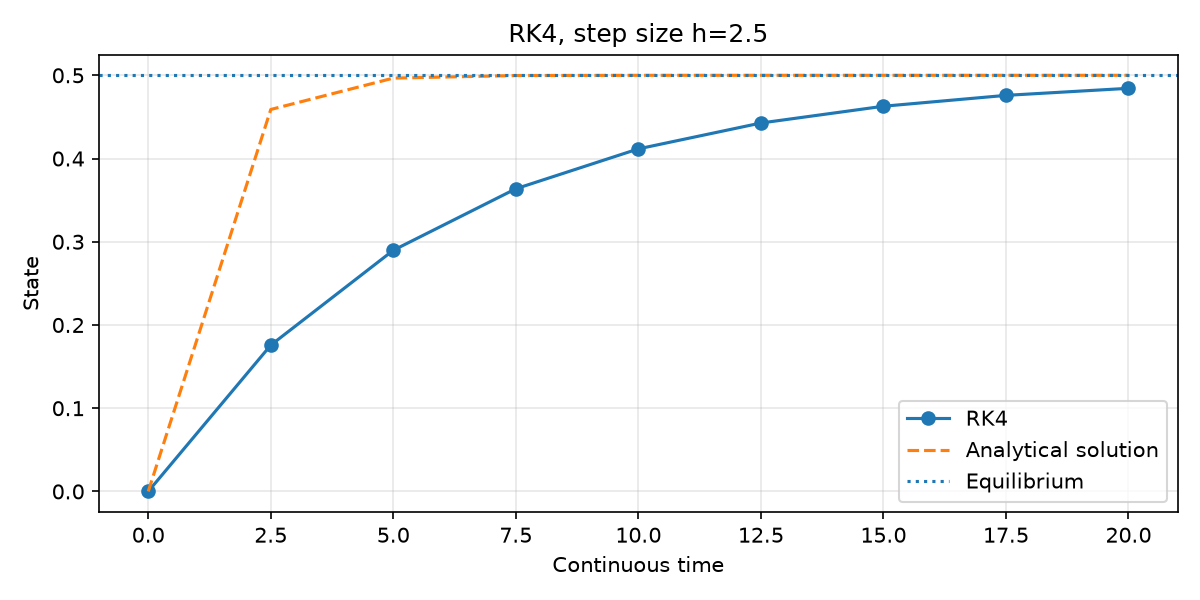 RK4, step size h=2.5
State
0.5
0.4
0.3
0.2
0.1
0.0
RK4
Analytical solution
Equilibrium
0.0 2.5 5.0 7.5 10.0 12.5 15.0 17.5 20.0
Continuous time